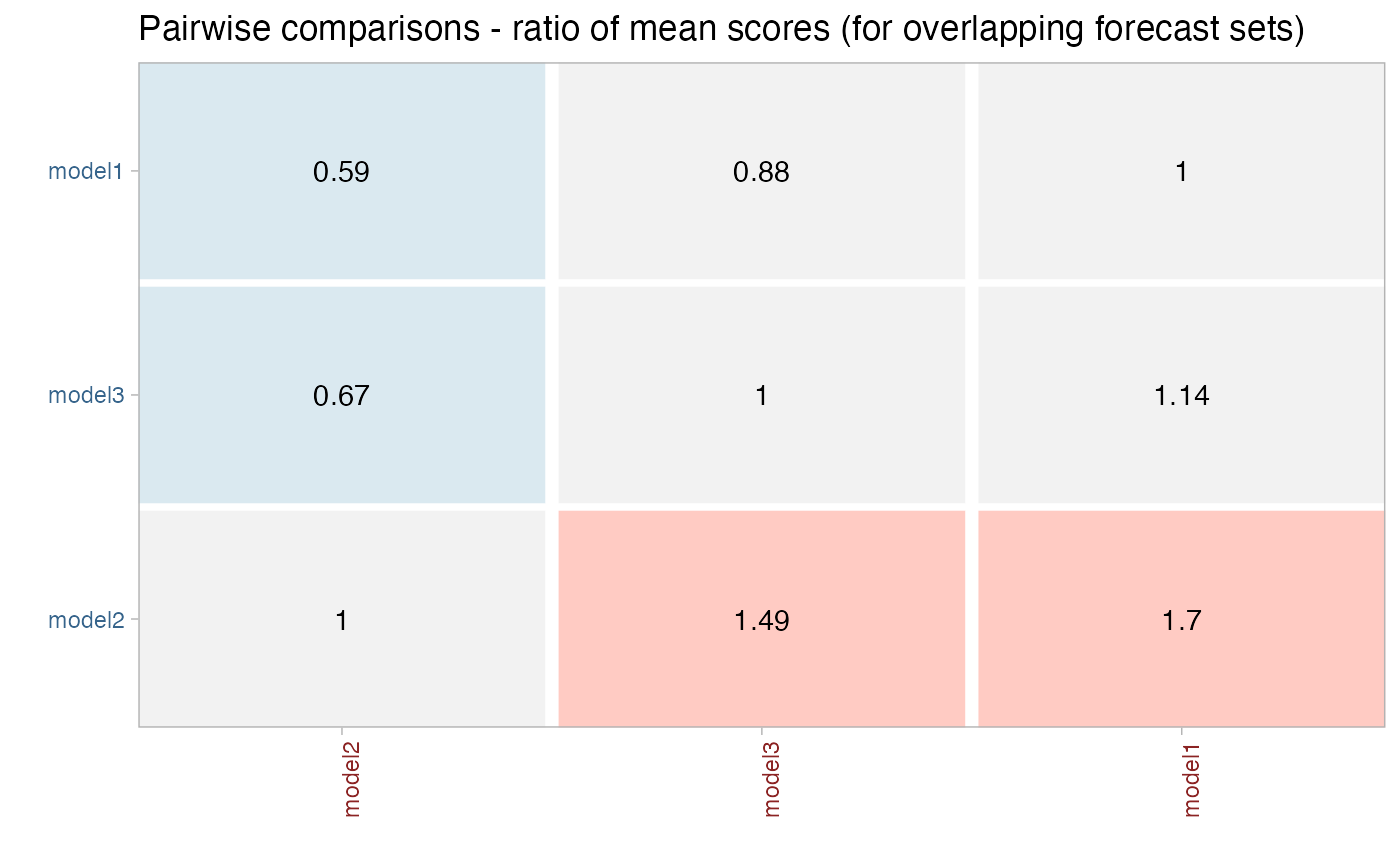 Pairwise comparisons - ratio of mean scores (for overlapping forecast sets)
model1 0.59 0.88 1
model3 0.67 1 1.14
model2 1 1.49 1.7
model2 model3 model1